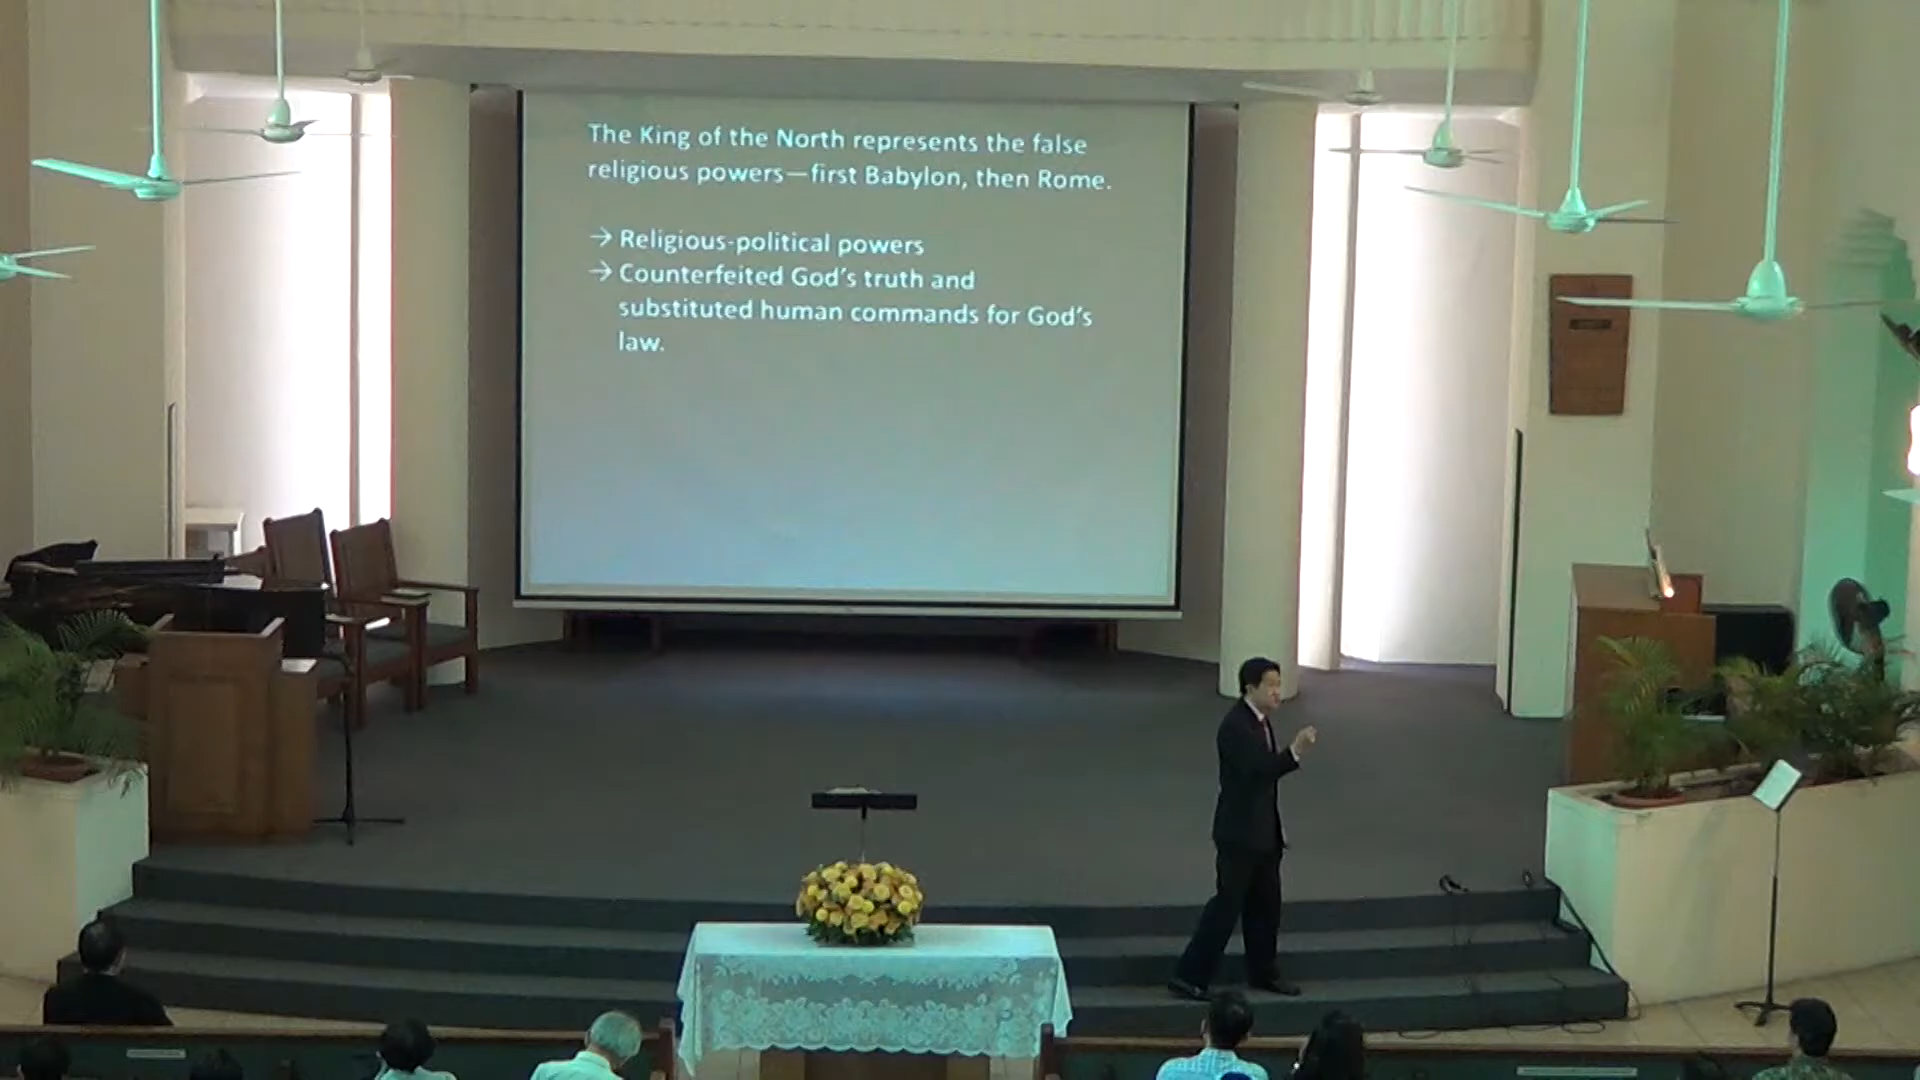 The King of the North represents the false
religious powers—first Babylon, then Rome.
→ Religious-political powers
→ Counterfeited God's truth and
substituted human commands for God's
law.